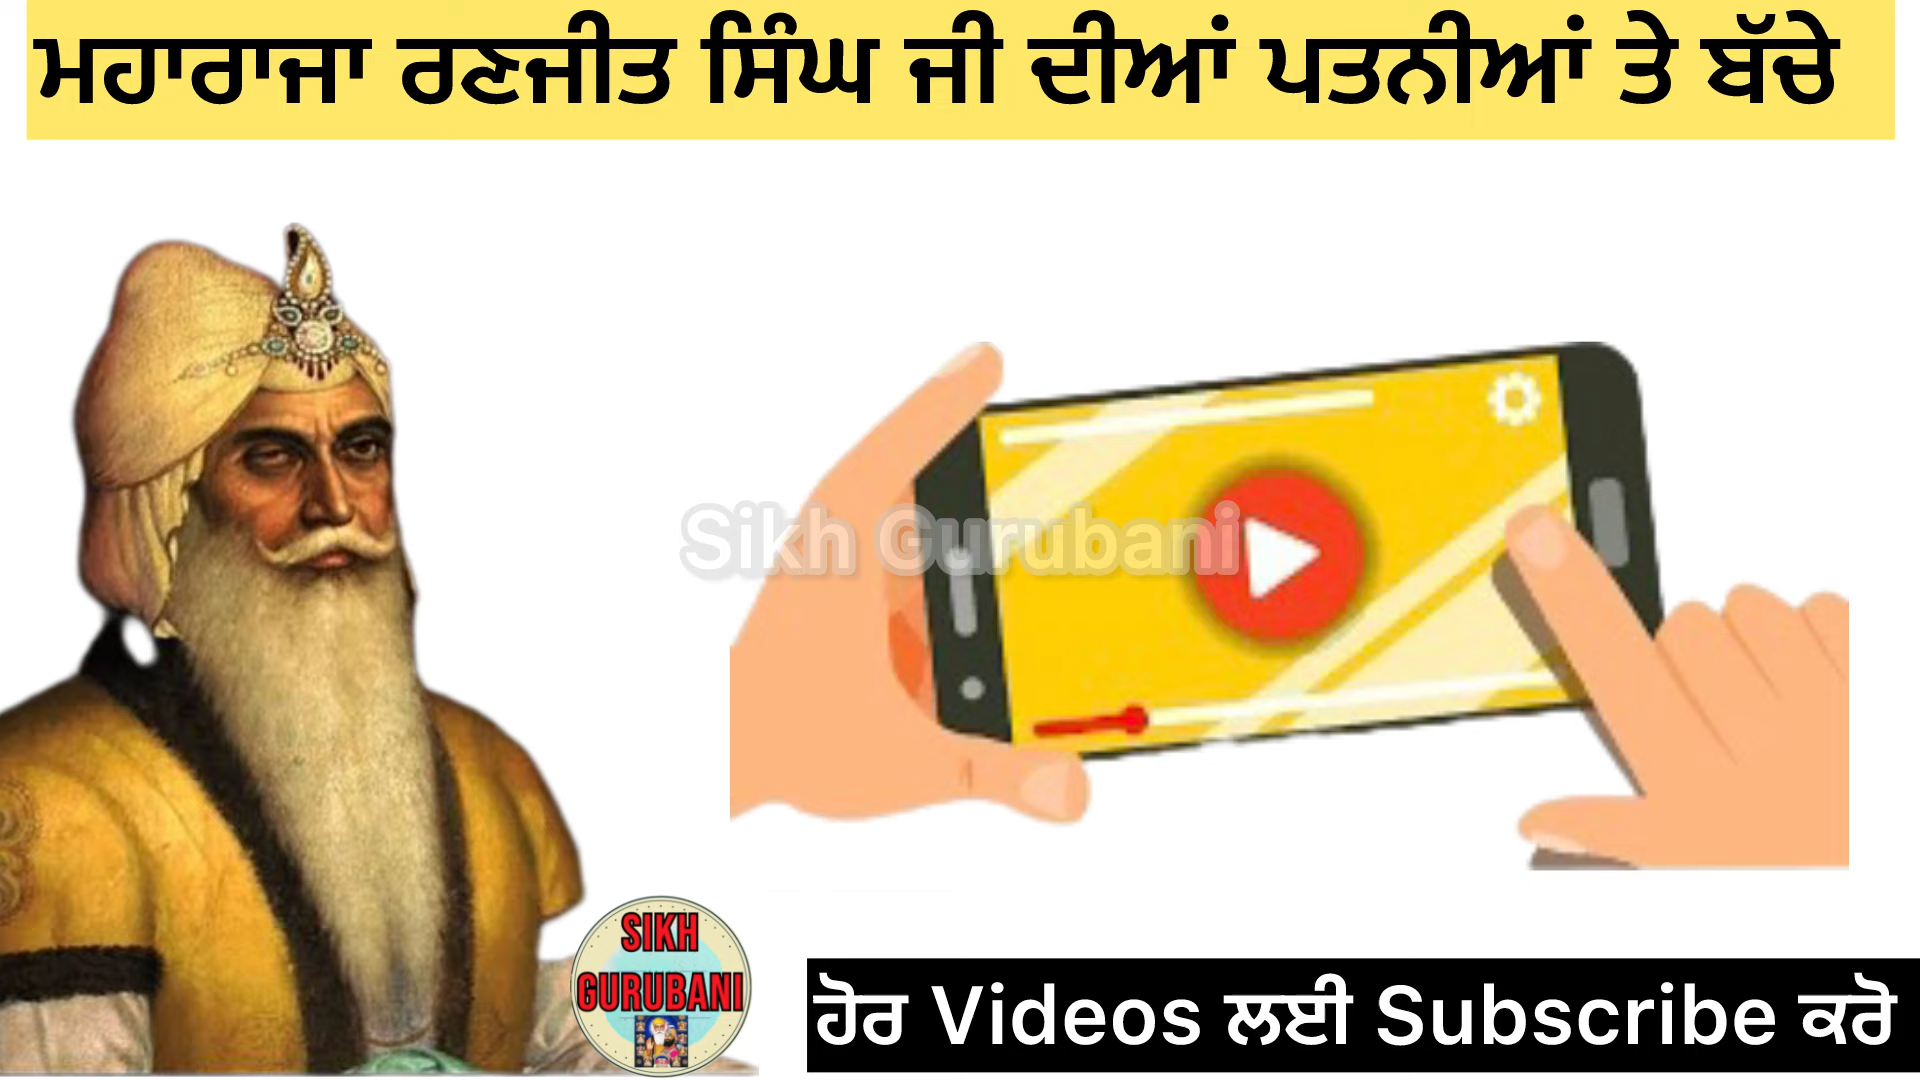 ਮਹਾਰਾਜਾ ਰਣਜੀਤ ਸਿੰਘ ਜੀ ਦੀਆਂ ਪਤਨੀਆਂ ਤੇ ਬੱਚੇ
Sikh Gurubani
SIKH
GURUBANI
ਹੋਰ Videos ਲਈ Subscribe ਕਰੋ